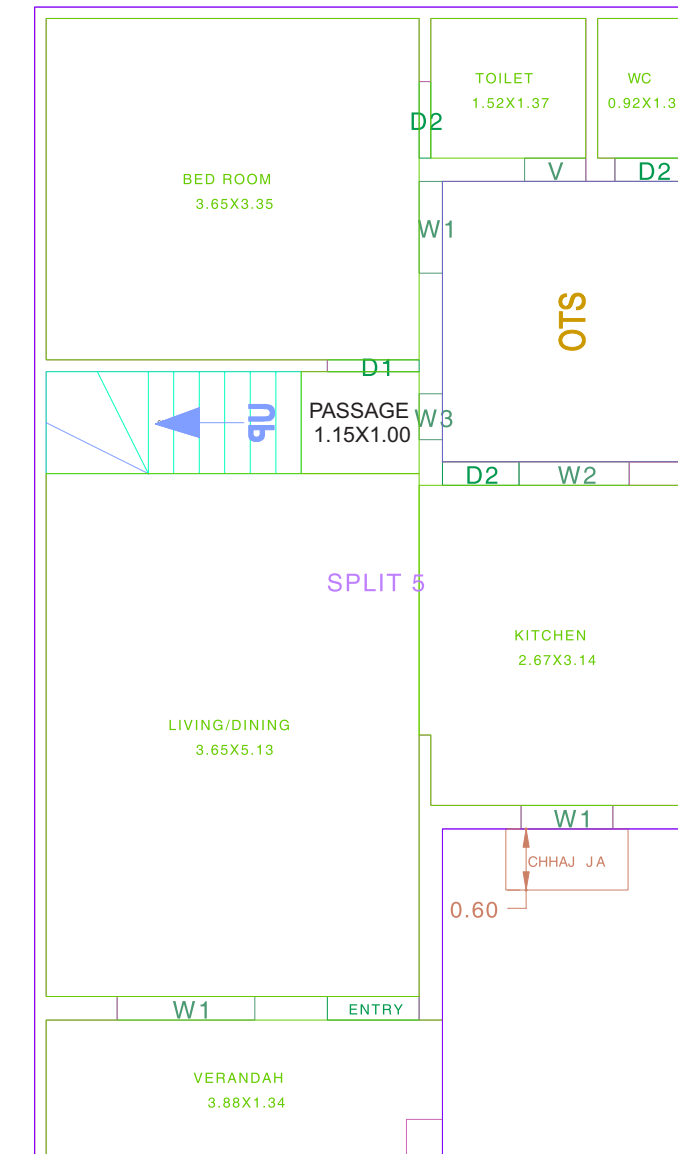 TOILET
1.52X1.37
WC
0.92X1.3
D2
V
D2
BED ROOM
3.65X3.35
W1
OTS
D1
UP
PASSAGE
1.15X1.00
W3
D2
W2
SPLIT 5
KITCHEN
2.67X3.14
LIVING/DINING
3.65X5.13
W1
CHHAJ JA
0.60
W1
ENTRY
VERANDAH
3.88X1.34